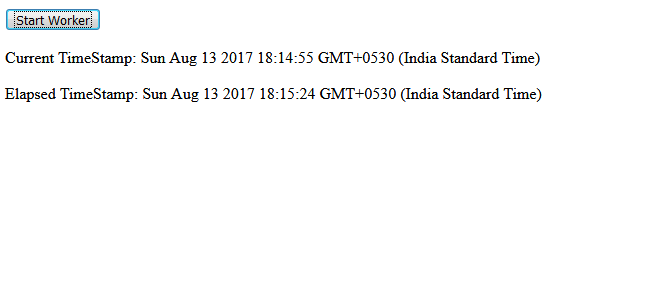 Start Worker
Current TimeStamp: Sun Aug 13 2017 18:14:55 GMT+0530 (India Standard Time)
Elapsed TimeStamp: Sun Aug 13 2017 18:15:24 GMT+0530 (India Standard Time)